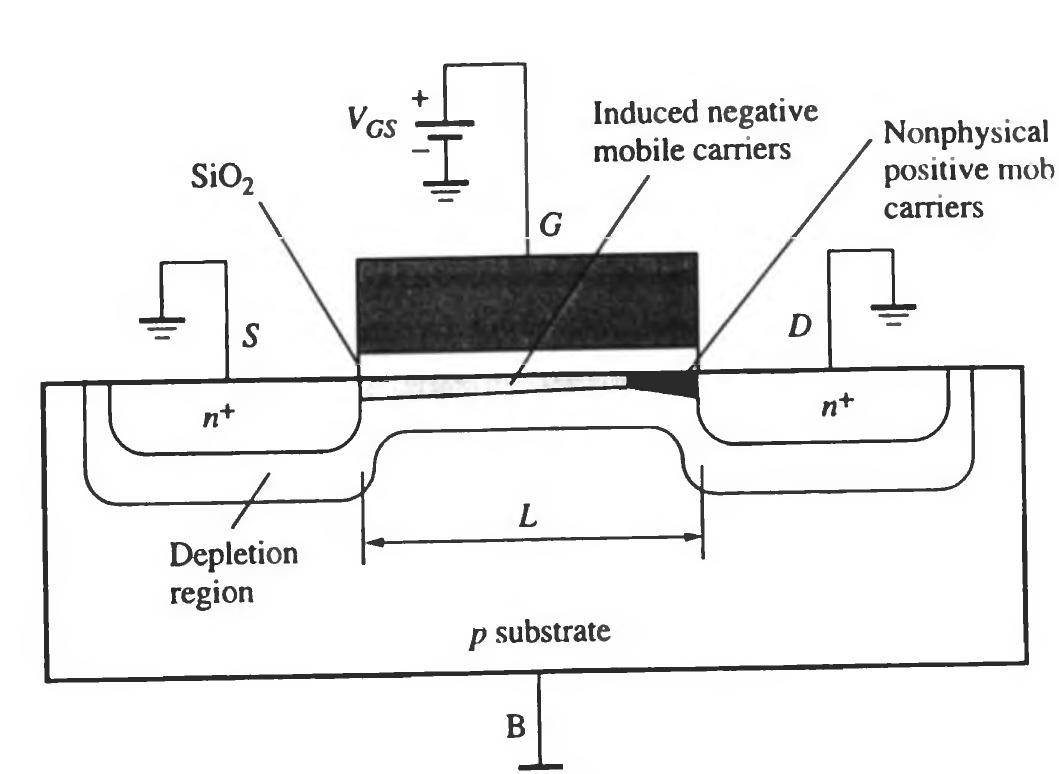 Induced negative
mobile carriers
Nonphysical
positive mob
carriers
+
V_GS
−
SiO₂
G
S
D
n⁺
n⁺
L
Depletion
region
p substrate
B